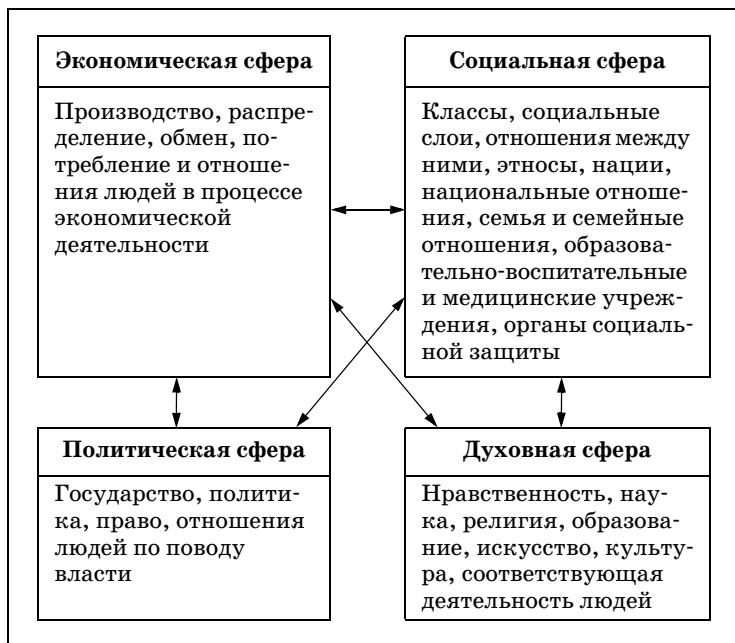 Экономическая сфера
Производство, распре-
деление, обмен, по-
требление и отноше-
ния людей в процессе
экономической
деятельности
Социальная сфера
Классы, социальные
слои, отношения между
ними, этносы, нации,
национальные отноше-
ния, семья и семейные
отношения, образова-
тельно-воспитательные
и медицинские учреж-
дения, органы социаль-
ной защиты
Политическая сфера
Государство, полити-
ка, право, отношения
людей по поводу
власти
Духовная сфера
Нравственность, нау-
ка, религия, образова-
ние, искусство, культу-
ра, соответствующая
деятельность людей